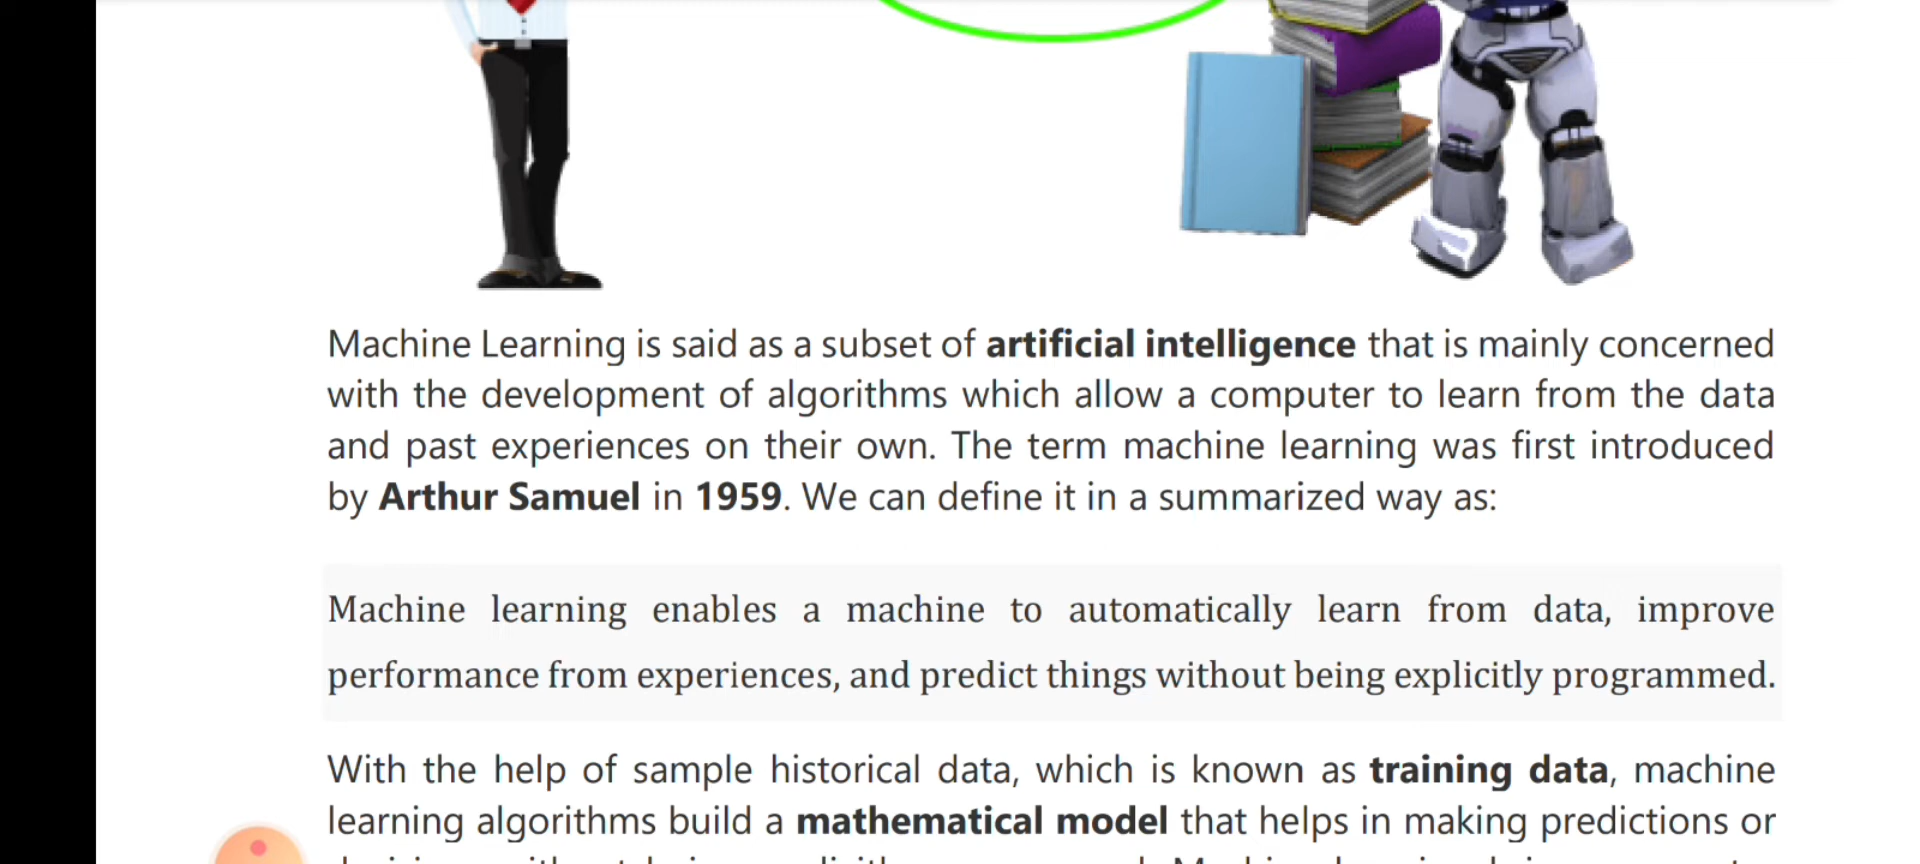 Machine Learning is said as a subset of artificial intelligence that is mainly concerned
with the development of algorithms which allow a computer to learn from the data
and past experiences on their own. The term machine learning was first introduced
by Arthur Samuel in 1959. We can define it in a summarized way as:
Machine learning enables a machine to automatically learn from data, improve
performance from experiences, and predict things without being explicitly programmed.
With the help of sample historical data, which is known as training data, machine
learning algorithms build a mathematical model that helps in making predictions or